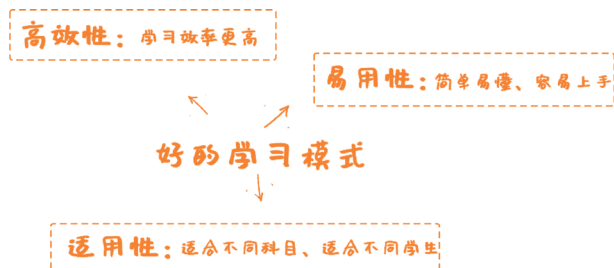 高效性：学习效率更高
易用性：简单易懂、容易上手
好的学习模式
适用性：适合不同科目、适合不同学生